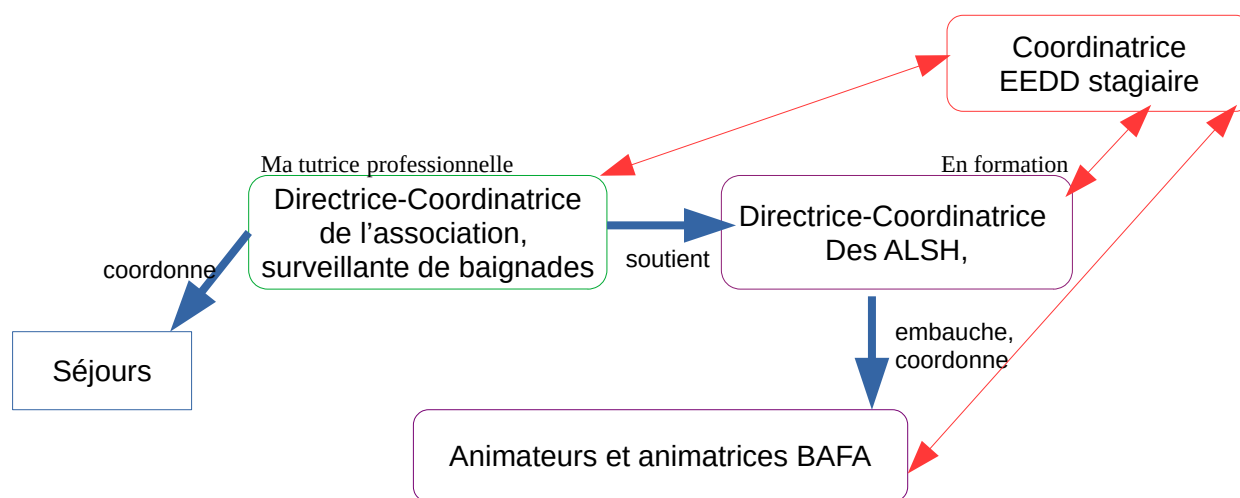 Coordinatrice
EEDD stagiaire
Ma tutrice professionnelle
En formation
Directrice-Coordinatrice
de l’association,
surveillante de baignades
Directrice-Coordinatrice
Des ALSH,
coordonne
soutient
Séjours
embauche,
coordonne
Animateurs et animatrices BAFA